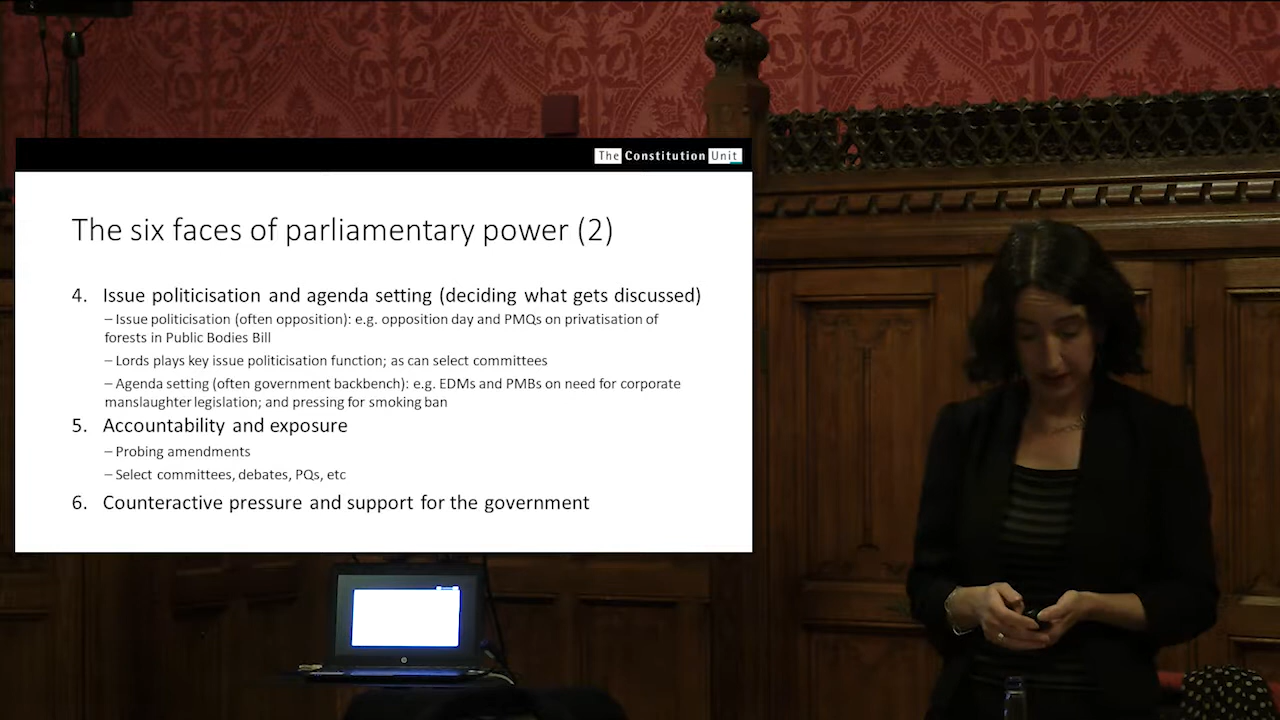 The Constitution Unit
The six faces of parliamentary power (2)
4. Issue politicisation and agenda setting (deciding what gets discussed)
– Issue politicisation (often opposition): e.g. opposition day and PMQs on privatisation of
forests in Public Bodies Bill
– Lords plays key issue politicisation function; as can select committees
– Agenda setting (often government backbench): e.g. EDMs and PMBs on need for corporate
manslaughter legislation; and pressing for smoking ban
5. Accountability and exposure
– Probing amendments
– Select committees, debates, PQs, etc
6. Counteractive pressure and support for the government